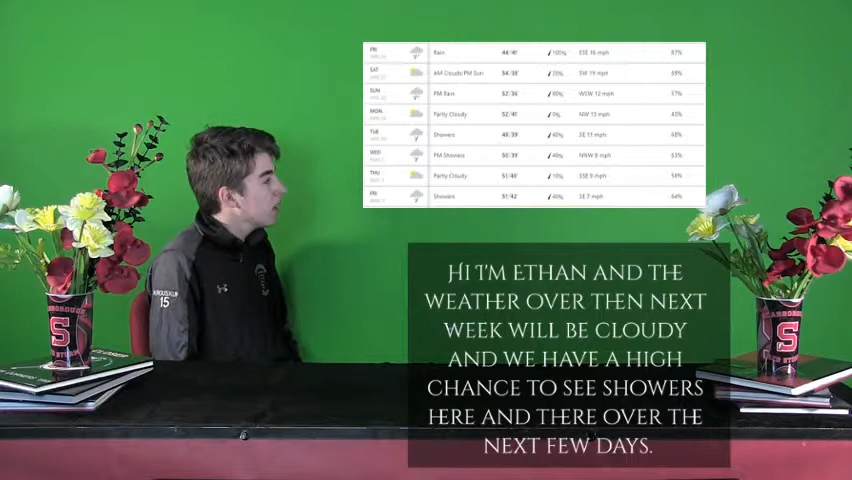 FRI
Rain 44/41 100% ESE 16 mph 87%
SAT
AM Clouds PM Sun 54/38 20% SW 19 mph 69%
SUN
PM Rain 52/36 80% WSW 12 mph 57%
MON
Partly Cloudy 52/41 0% NW 13 mph 43%
TUE
Showers 49/39 40% SE 11 mph 68%
WED
PM Showers 50/39 40% NNW 8 mph 53%
THU
Partly Cloudy 51/40 10% SSE 9 mph 58%
FRI
Showers 51/42 40% SE 7 mph 64%
HI I'M ETHAN AND THE
WEATHER OVER THEN NEXT
WEEK WILL BE CLOUDY
AND WE HAVE A HIGH
CHANCE TO SEE SHOWERS
HERE AND THERE OVER THE
NEXT FEW DAYS.
15
S
S